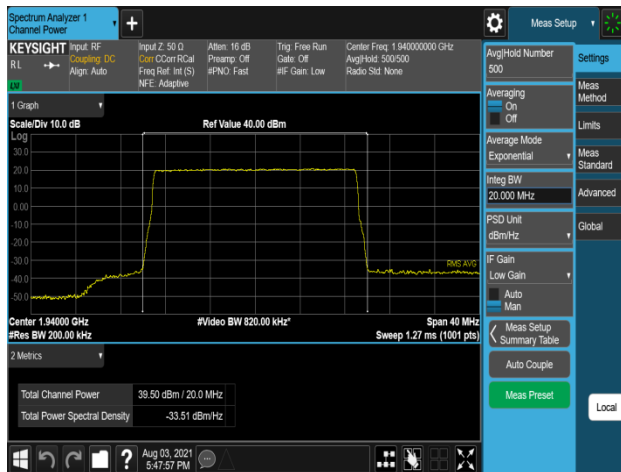 Spectrum Analyzer 1
Channel Power
Meas Setup
KEYSIGHT
RL
Input: RF
Coupling: DC
Align: Auto
Input Z: 50 Ω
Corr CCorr RCal
Freq Ref: Int (S)
NFE: Adaptive
Atten: 16 dB
Preamp: Off
#PNO: Fast
Trig: Free Run
Gate: Off
#IF Gain: Low
Center Freq: 1.940000000 GHz
Avg|Hold: 500/500
Radio Std: None
1 Graph
Scale/Div 10.0 dB
Ref Value 40.00 dBm
Log
30.0
20.0
10.0
0.00
-10.0
-20.0
-30.0
-40.0
-50.0
RMS AVG
Center 1.94000 GHz
#Video BW 820.00 kHz*
Span 40 MHz
#Res BW 200.00 kHz
Sweep 1.27 ms (1001 pts)
2 Metrics
Total Channel Power
39.50 dBm / 20.0 MHz
Total Power Spectral Density
-33.51 dBm/Hz
Avg|Hold Number
500
Averaging
On
Off
Average Mode
Exponential
Integ BW
20.000 MHz
PSD Unit
dBm/Hz
IF Gain
Low Gain
Auto
Man
Meas Setup
Summary Table
Auto Couple
Meas Preset
Settings
Meas
Method
Limits
Meas
Standard
Advanced
Global
Local
?
Aug 03, 2021
5:47:57 PM